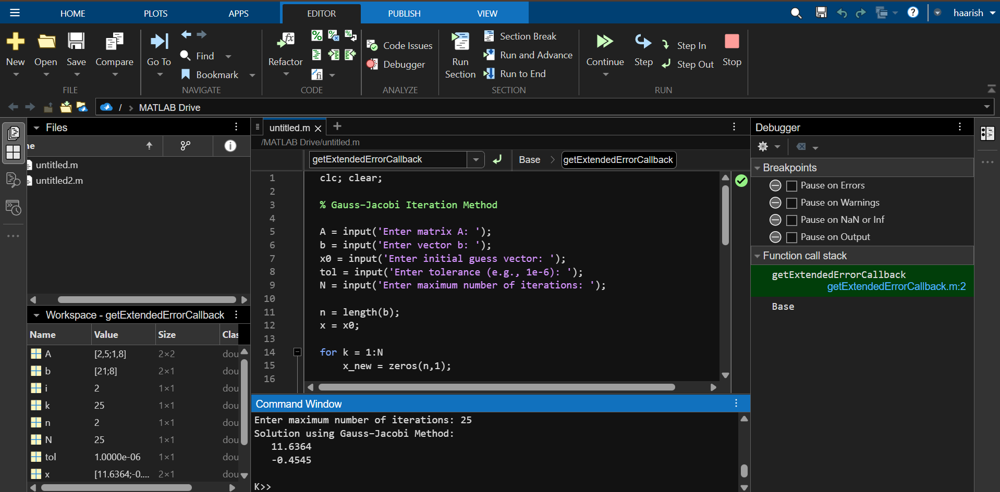 HOME PLOTS APPS EDITOR PUBLISH VIEW haarish
New Open Save Compare
FILE
Go To Find Bookmark
NAVIGATE
Refactor
CODE
Code Issues
Debugger
ANALYZE
Run Section
Section Break
Run and Advance
Run to End
SECTION
Continue Step Step In Step Out Stop
RUN
/ > MATLAB Drive
Files
ne
untitled.m
untitled2.m
Workspace - getExtendedErrorCallback
Name Value Size Clas
A [2,5;1,8] 2×2 dou
b [21;8] 2×1 dou
i 2 1×1 dou
k 25 1×1 dou
n 2 1×1 dou
N 25 1×1 dou
tol 1.0000e-06 1×1 dou
x [11.6364;-0.... 2×1 dou
untitled.m
/MATLAB Drive/untitled.m
getExtendedErrorCallback Base > getExtendedErrorCallback
1 clc; clear;
2
3 % Gauss-Jacobi Iteration Method
4
5 A = input('Enter matrix A: ');
6 b = input('Enter vector b: ');
7 x0 = input('Enter initial guess vector: ');
8 tol = input('Enter tolerance (e.g., 1e-6): ');
9 N = input('Enter maximum number of iterations: ');
10
11 n = length(b);
12 x = x0;
13
14 for k = 1:N
15 x_new = zeros(n,1);
16
Command Window
Enter maximum number of iterations: 25
Solution using Gauss-Jacobi Method:
11.6364
-0.4545
K>>
Debugger
Breakpoints
Pause on Errors
Pause on Warnings
Pause on NaN or Inf
Pause on Output
Function call stack
getExtendedErrorCallback
getExtendedErrorCallback.m:2
Base